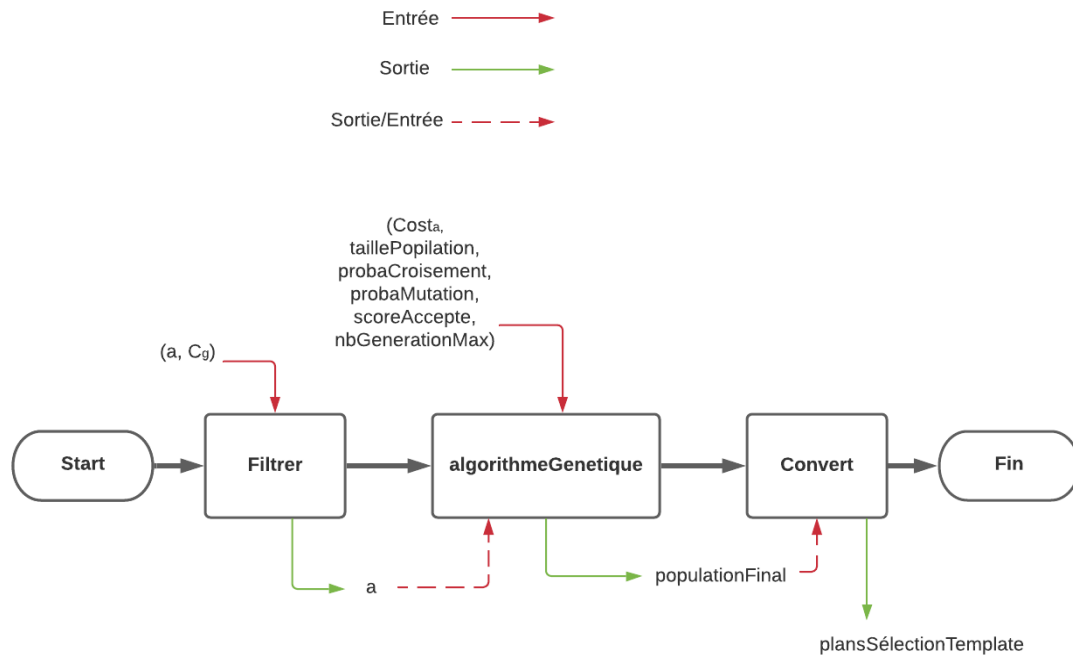 Entrée
Sortie
Sortie/Entrée
(Costa,
taillePopilation,
probaCroisement,
probaMutation,
scoreAccepte,
nbGenerationMax)
(a, Cg)
Start
Filtrer
algorithmeGenetique
Convert
Fin
a
populationFinal
plansSélectionTemplate